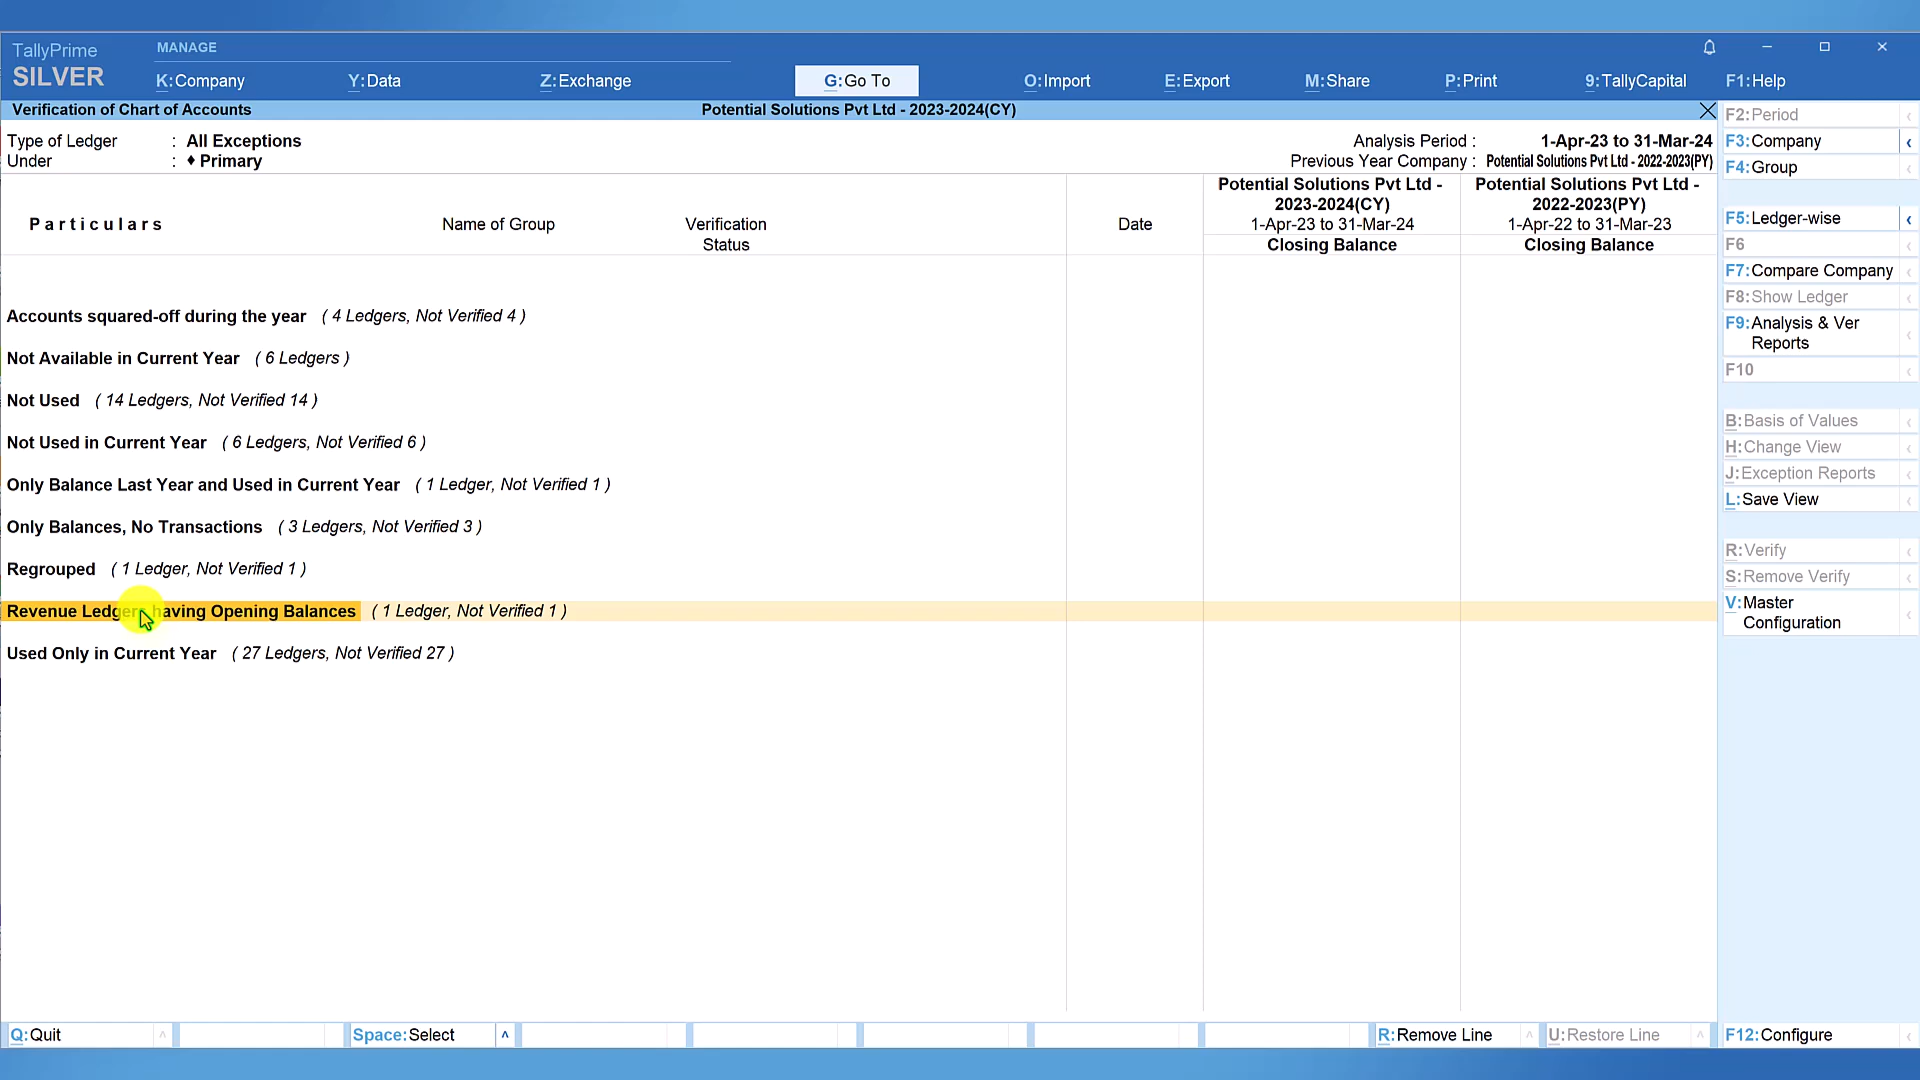 TallyPrime
SILVER
MANAGE
K:Company
Y:Data
Z:Exchange
G:Go To
O:Import
E:Export
M:Share
P:Print
9:TallyCapital
F1:Help
Verification of Chart of Accounts
Potential Solutions Pvt Ltd - 2023-2024(CY)
Type of Ledger : All Exceptions
Under : ♦ Primary
Analysis Period : 1-Apr-23 to 31-Mar-24
Previous Year Company : Potential Solutions Pvt Ltd - 2022-2023(PY)
Particulars
Name of Group
Verification
Status
Date
Potential Solutions Pvt Ltd -
2023-2024(CY)
1-Apr-23 to 31-Mar-24
Closing Balance
Potential Solutions Pvt Ltd -
2022-2023(PY)
1-Apr-22 to 31-Mar-23
Closing Balance
Accounts squared-off during the year ( 4 Ledgers, Not Verified 4 )
Not Available in Current Year ( 6 Ledgers )
Not Used ( 14 Ledgers, Not Verified 14 )
Not Used in Current Year ( 6 Ledgers, Not Verified 6 )
Only Balance Last Year and Used in Current Year ( 1 Ledger, Not Verified 1 )
Only Balances, No Transactions ( 3 Ledgers, Not Verified 3 )
Regrouped ( 1 Ledger, Not Verified 1 )
Revenue Ledgers having Opening Balances ( 1 Ledger, Not Verified 1 )
Used Only in Current Year ( 27 Ledgers, Not Verified 27 )
F2:Period
F3:Company
F4:Group
F5:Ledger-wise
F6
F7:Compare Company
F8:Show Ledger
F9:Analysis & Ver
Reports
F10
B:Basis of Values
H:Change View
J:Exception Reports
L:Save View
R:Verify
S:Remove Verify
V:Master
Configuration
Q:Quit
Space:Select
R:Remove Line
U:Restore Line
F12:Configure